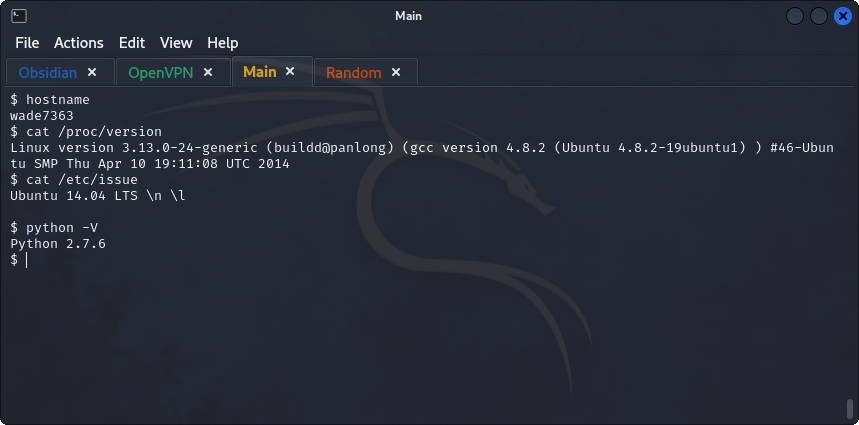 Main
File Actions Edit View Help
Obsidian × OpenVPN × Main × Random ×
$ hostname
wade7363
$ cat /proc/version
Linux version 3.13.0-24-generic (buildd@panlong) (gcc version 4.8.2 (Ubuntu 4.8.2-19ubuntu1) ) #46-Ubun
tu SMP Thu Apr 10 19:11:08 UTC 2014
$ cat /etc/issue
Ubuntu 14.04 LTS \n \l
$ python -V
Python 2.7.6
$